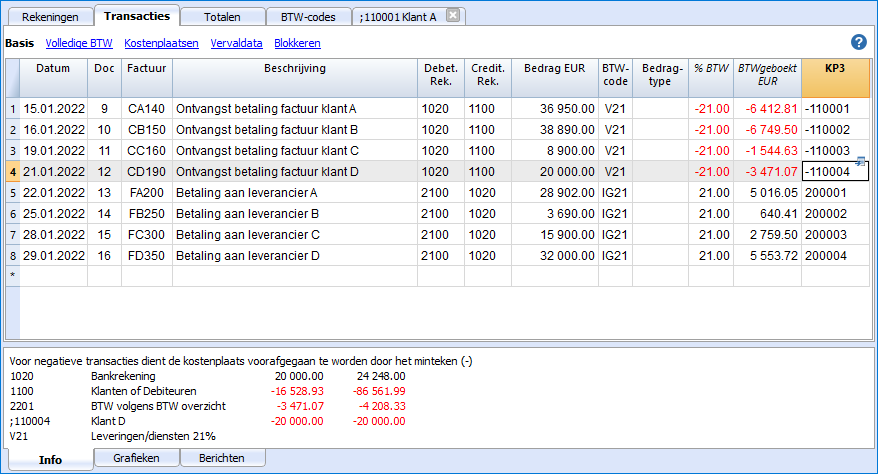 Rekeningen Transacties Totalen BTW-codes ;110001 Klant A
Basis Volledige BTW Kostenplaatsen Vervaldata Blokkeren ?
Datum Doc Factuur Beschrijving Debet. Rek. Credit. Rek. Bedrag EUR BTW-code Bedrag-type % BTW BTWgeboekt EUR KP3
1 15.01.2022 9 CA140 Ontvangst betaling factuur klant A 1020 1100 36 950.00 V21 -21.00 -6 412.81 -110001
2 16.01.2022 10 CB150 Ontvangst betaling factuur klant B 1020 1100 38 890.00 V21 -21.00 -6 749.50 -110002
3 19.01.2022 11 CC160 Ontvangst betaling factuur klant C 1020 1100 8 900.00 V21 -21.00 -1 544.63 -110003
4 21.01.2022 12 CD190 Ontvangst betaling factuur klant D 1020 1100 20 000.00 V21 -21.00 -3 471.07 -110004
5 22.01.2022 13 FA200 Betaling aan leverancier A 2100 1020 28 902.00 IG21 21.00 5 016.05 200001
6 25.01.2022 14 FB250 Betaling aan leverancier B 2100 1020 3 690.00 IG21 21.00 640.41 200002
7 28.01.2022 15 FC300 Betaling aan leverancier C 2100 1020 15 900.00 IG21 21.00 2 759.50 200003
8 29.01.2022 16 FD350 Betaling aan leverancier D 2100 1020 32 000.00 IG21 21.00 5 553.72 200004
*
Voor negatieve transacties dient de kostenplaats voorafgegaan te worden door het minteken (-)
1020 Bankrekening 20 000.00 24 248.00
1100 Klanten of Debiteuren -16 528.93 -86 561.99
2201 BTW volgens BTW overzicht -3 471.07 -4 208.33
;110004 Klant D -20 000.00 -20 000.00
V21 Leveringen/diensten 21%
Info Grafieken Berichten